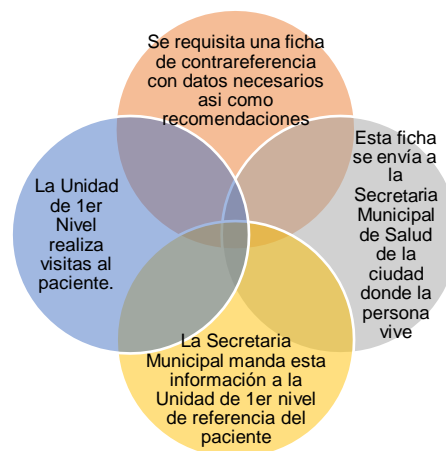 Se requisita una ficha
de contrareferencia
con datos necesarios
asi como
recomendaciones
Esta ficha
se envía a
la
Secretaria
Municipal
de Salud
de la
ciudad
donde la
persona
vive
La Secretaria
Municipal manda esta
información a la
Unidad de 1er nivel
de referencia del
paciente
La Unidad
de 1er
Nivel
realiza
visitas al
paciente.